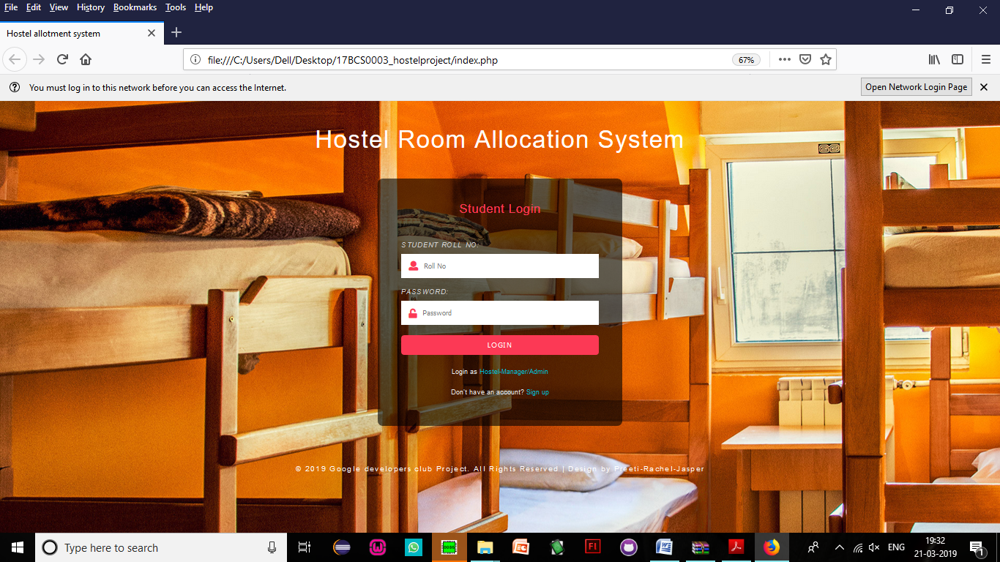 File Edit View History Bookmarks Tools Help
Hostel allotment system
file:///C:/Users/Dell/Desktop/17BCS0003_hostelproject/index.php
67%
You must log in to this network before you can access the Internet.
Open Network Login Page
Hostel Room Allocation System
Student Login
STUDENT ROLL NO:
Roll No
PASSWORD:
Password
LOGIN
Login as Hostel-Manager/Admin
Don't have an account? Sign up
© 2019 Google developers club Project. All Rights Reserved | Design by Preeti-Rachel-Jasper
Type here to search
8085
ENG
19:32
21-03-2019
1